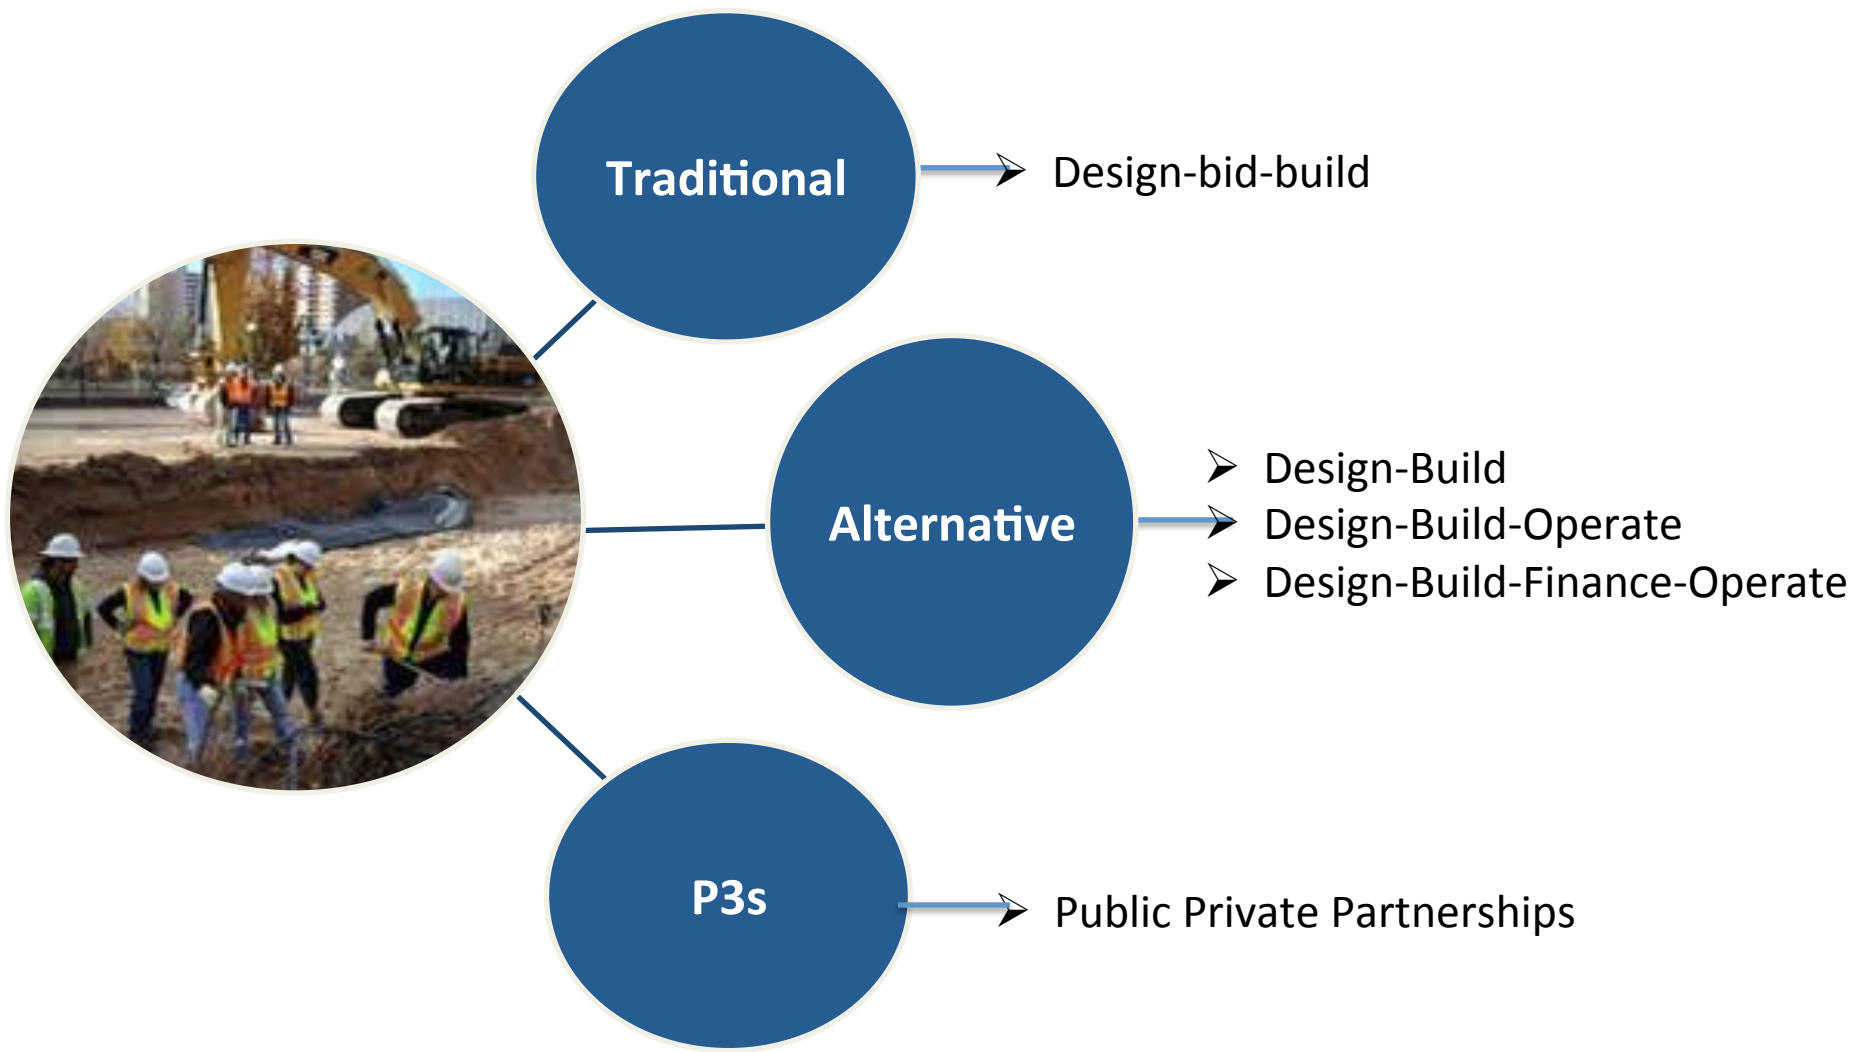 Traditional
Design-bid-build
Alternative
Design-Build
Design-Build-Operate
Design-Build-Finance-Operate
P3s
Public Private Partnerships